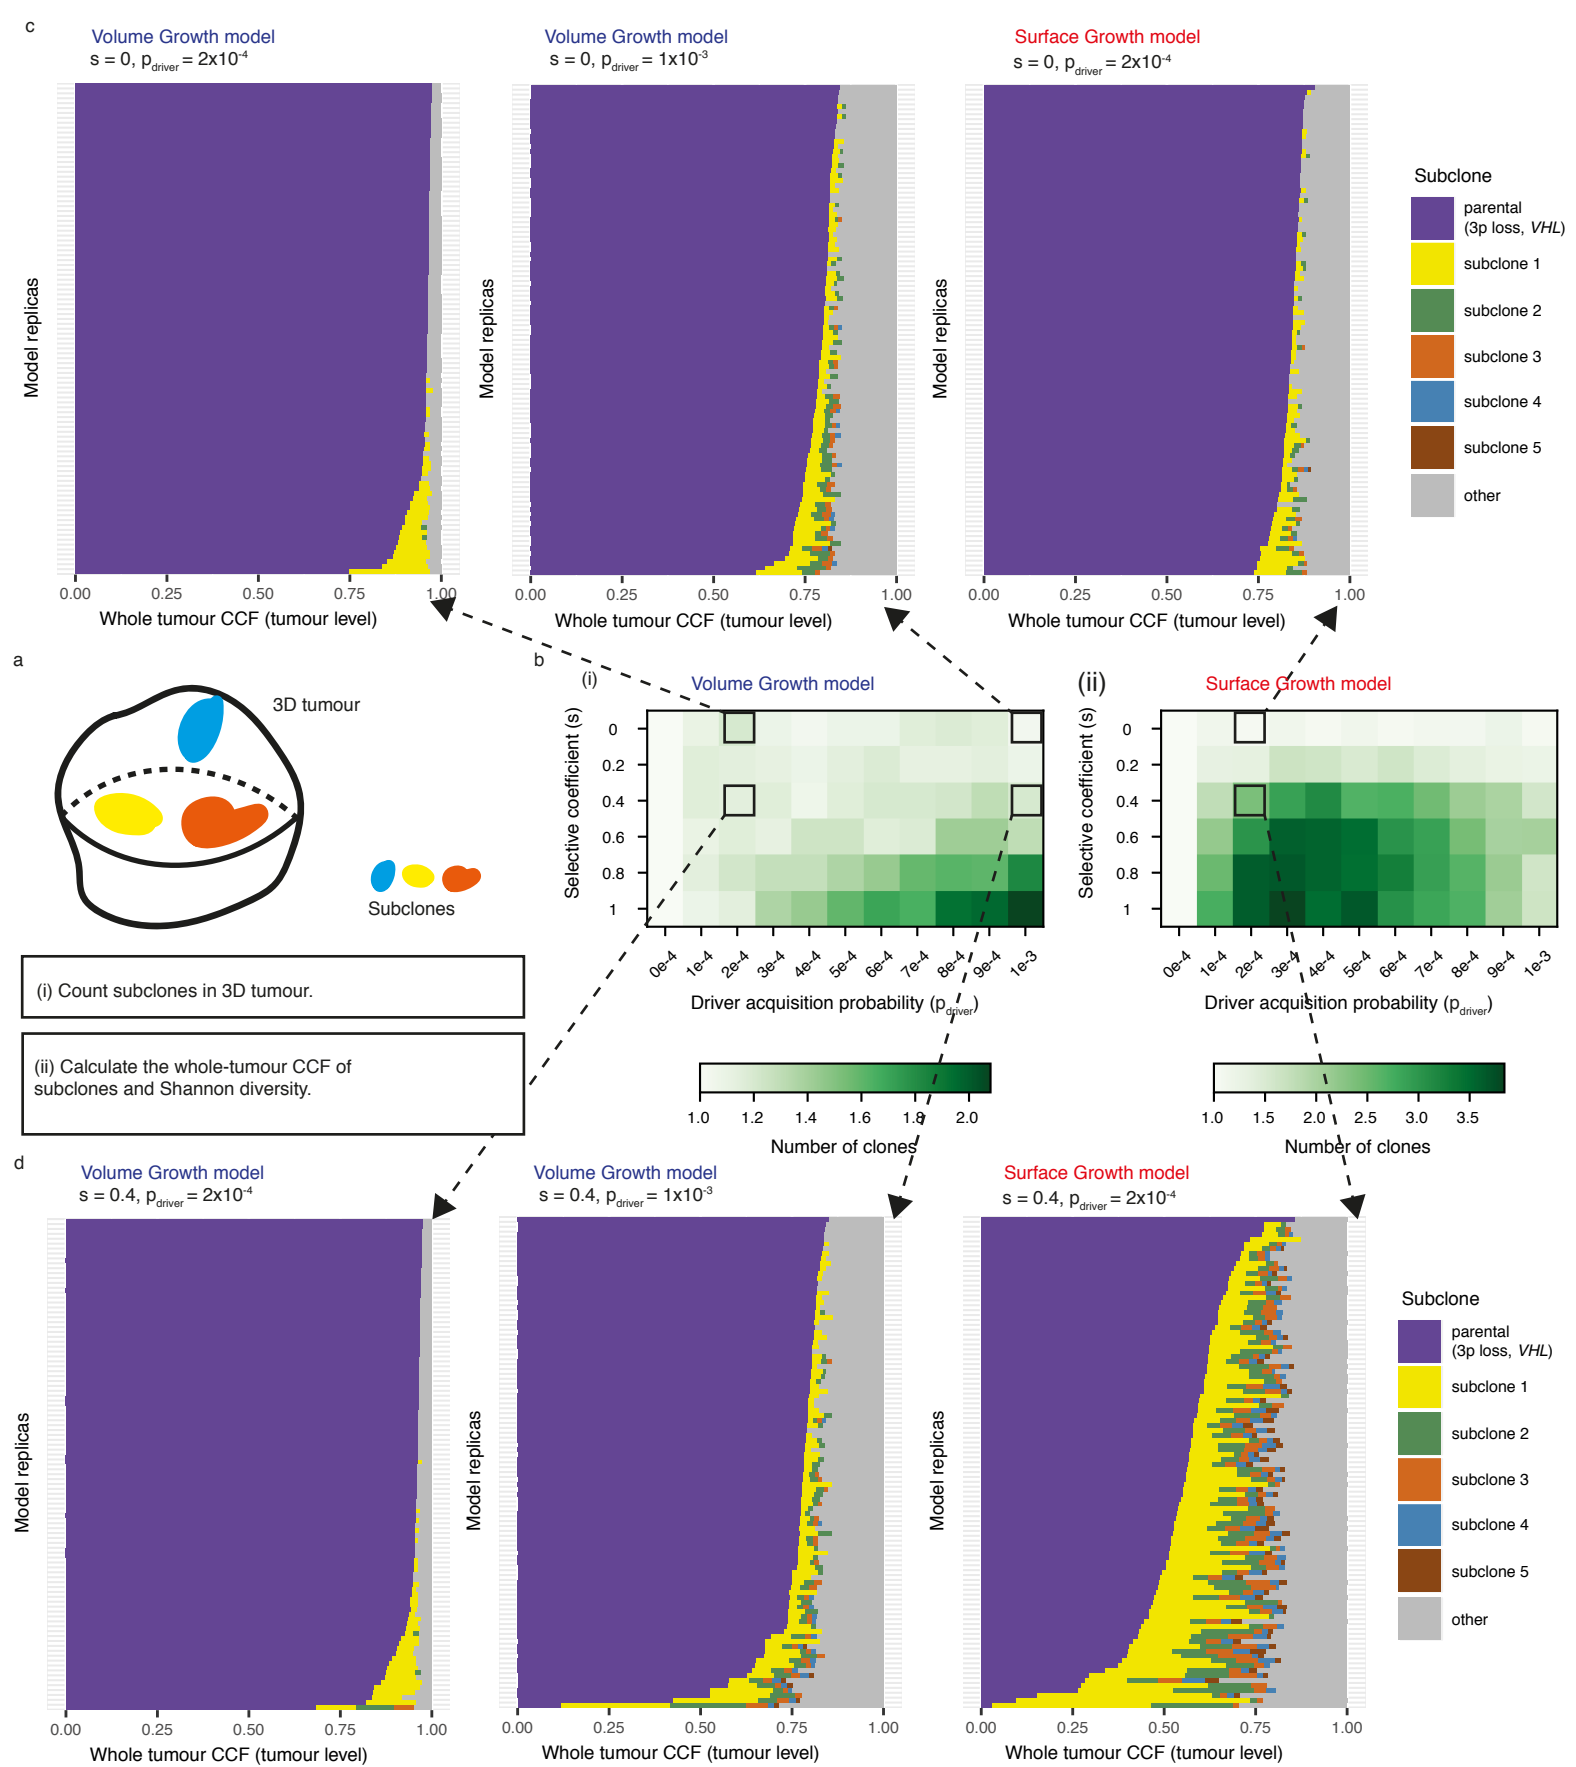 c
Volume Growth model
s = 0, pdriver = 2x10-4
Volume Growth model
s = 0, pdriver = 1x10-3
Surface Growth model
s = 0, pdriver = 2x10-4
Model replicas
Model replicas
Model replicas
0.00 0.25 0.50 0.75 1.00
Whole tumour CCF (tumour level)
0.00 0.25 0.50 0.75 1.00
Whole tumour CCF (tumour level)
0.00 0.25 0.50 0.75 1.00
Whole tumour CCF (tumour level)
Subclone
parental
(3p loss, VHL)
subclone 1
subclone 2
subclone 3
subclone 4
subclone 5
other
a
3D tumour
Subclones
(i) Count subclones in 3D tumour.
(ii) Calculate the whole-tumour CCF of
subclones and Shannon diversity.
b
(i)
Volume Growth model
Selective coefficient (s)
0
0.2
0.4
0.6
0.8
1
0e-4 1e-4 2e-4 3e-4 4e-4 5e-4 6e-4 7e-4 8e-4 9e-4 1e-3
Driver acquisition probability (pdriver)
1.0 1.2 1.4 1.6 1.8 2.0
Number of clones
(ii)
Surface Growth model
Selective coefficient (s)
0
0.2
0.4
0.6
0.8
1
0e-4 1e-4 2e-4 3e-4 4e-4 5e-4 6e-4 7e-4 8e-4 9e-4 1e-3
Driver acquisition probability (pdriver)
1.0 1.5 2.0 2.5 3.0 3.5
Number of clones
d
Volume Growth model
s = 0.4, pdriver = 2x10-4
Volume Growth model
s = 0.4, pdriver = 1x10-3
Surface Growth model
s = 0.4, pdriver = 2x10-4
Model replicas
Model replicas
Model replicas
0.00 0.25 0.50 0.75 1.00
Whole tumour CCF (tumour level)
0.00 0.25 0.50 0.75 1.00
Whole tumour CCF (tumour level)
0.00 0.25 0.50 0.75 1.00
Whole tumour CCF (tumour level)
Subclone
parental
(3p loss, VHL)
subclone 1
subclone 2
subclone 3
subclone 4
subclone 5
other